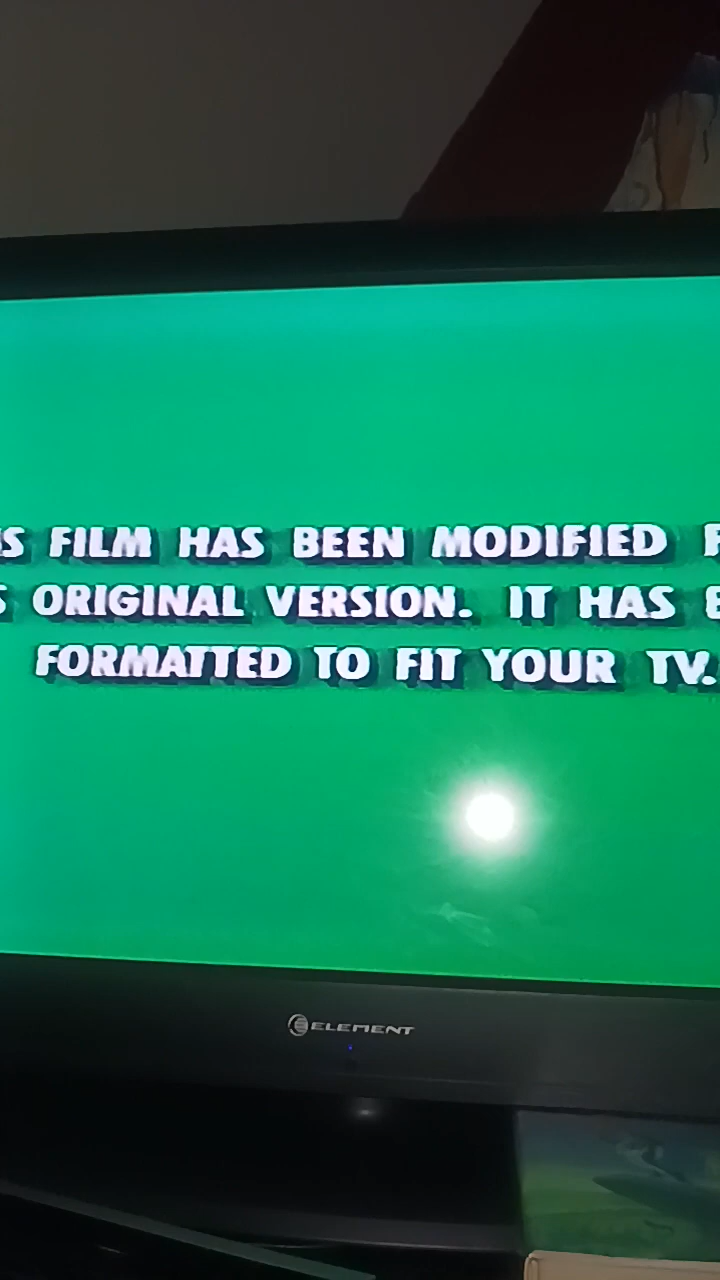 S FILM HAS BEEN MODIFIED F
S ORIGINAL VERSION. IT HAS B
FORMATTED TO FIT YOUR TV.
ELEMENT